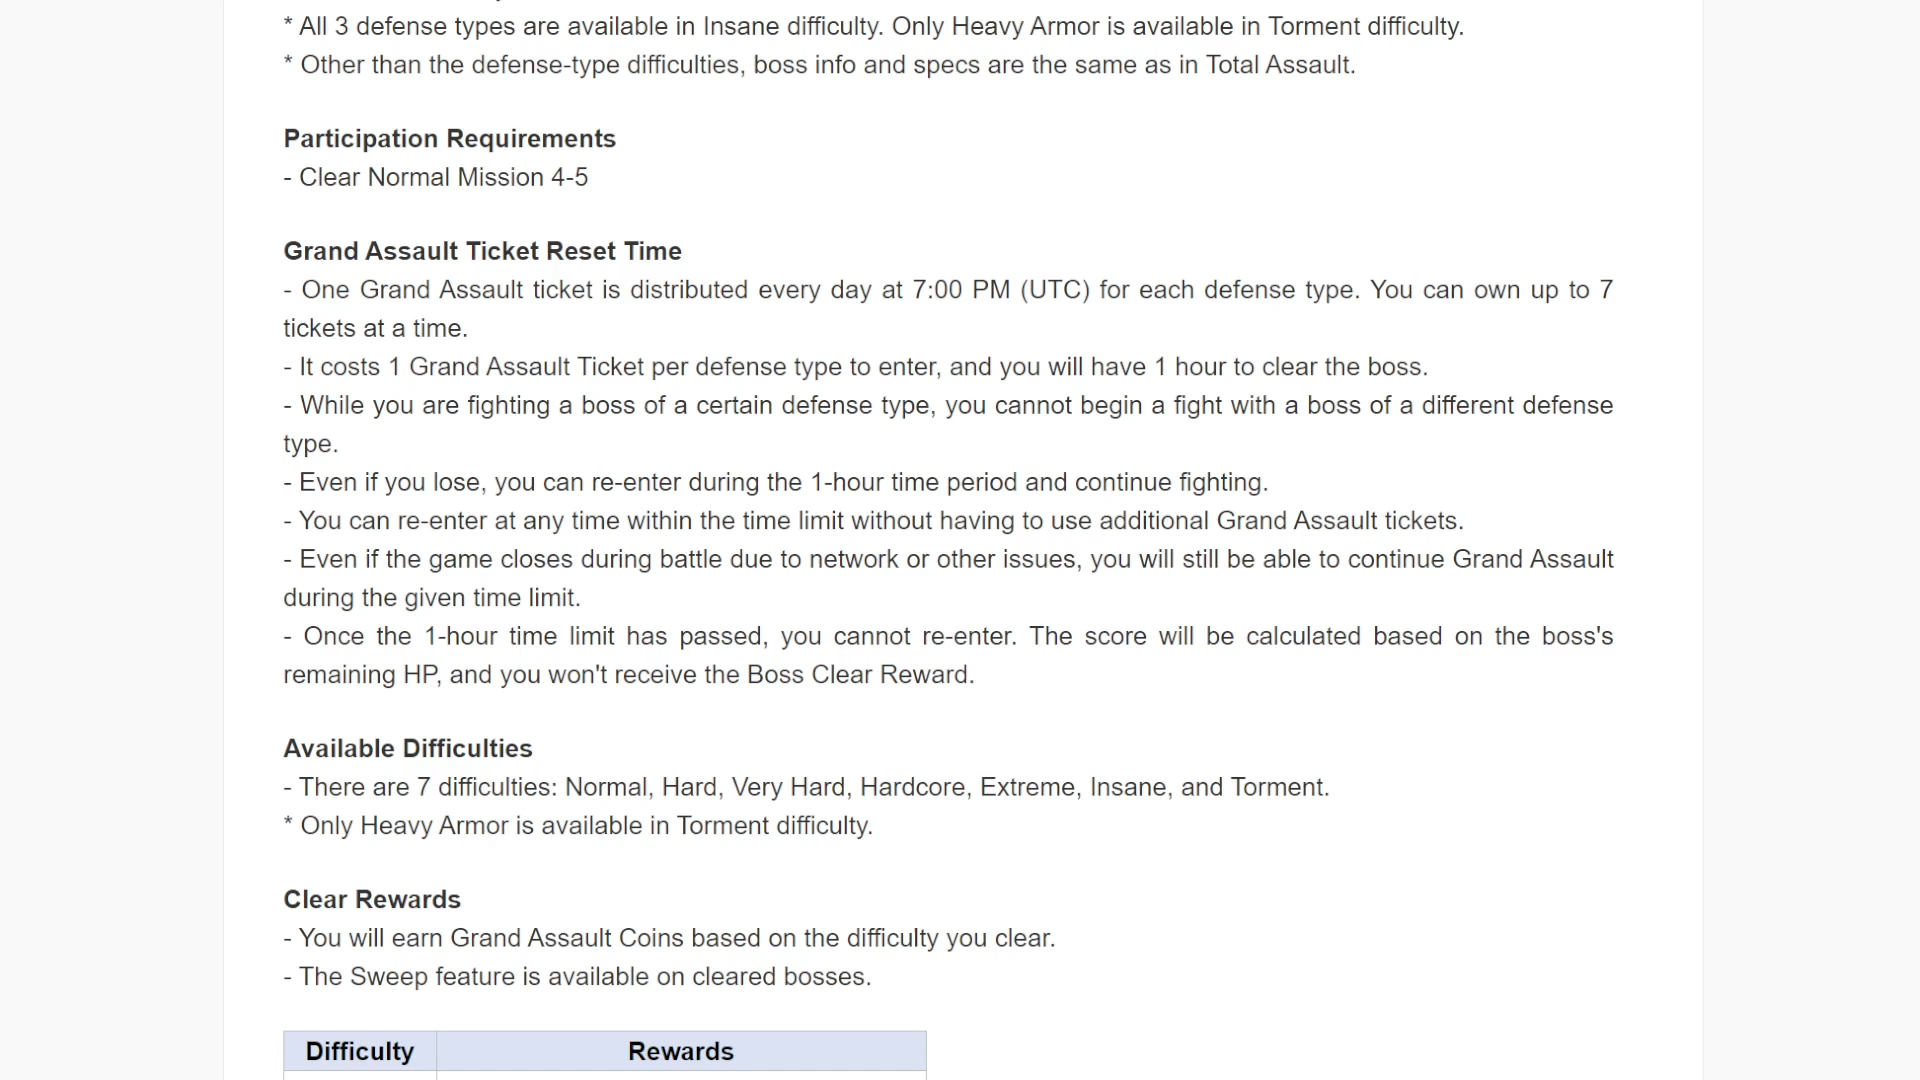 * All 3 defense types are available in Insane difficulty. Only Heavy Armor is available in Torment difficulty.
* Other than the defense-type difficulties, boss info and specs are the same as in Total Assault.
Participation Requirements
- Clear Normal Mission 4-5
Grand Assault Ticket Reset Time
- One Grand Assault ticket is distributed every day at 7:00 PM (UTC) for each defense type. You can own up to 7
tickets at a time.
- It costs 1 Grand Assault Ticket per defense type to enter, and you will have 1 hour to clear the boss.
- While you are fighting a boss of a certain defense type, you cannot begin a fight with a boss of a different defense
type.
- Even if you lose, you can re-enter during the 1-hour time period and continue fighting.
- You can re-enter at any time within the time limit without having to use additional Grand Assault tickets.
- Even if the game closes during battle due to network or other issues, you will still be able to continue Grand Assault
during the given time limit.
- Once the 1-hour time limit has passed, you cannot re-enter. The score will be calculated based on the boss's
remaining HP, and you won't receive the Boss Clear Reward.
Available Difficulties
- There are 7 difficulties: Normal, Hard, Very Hard, Hardcore, Extreme, Insane, and Torment.
* Only Heavy Armor is available in Torment difficulty.
Clear Rewards
- You will earn Grand Assault Coins based on the difficulty you clear.
- The Sweep feature is available on cleared bosses.
Difficulty Rewards